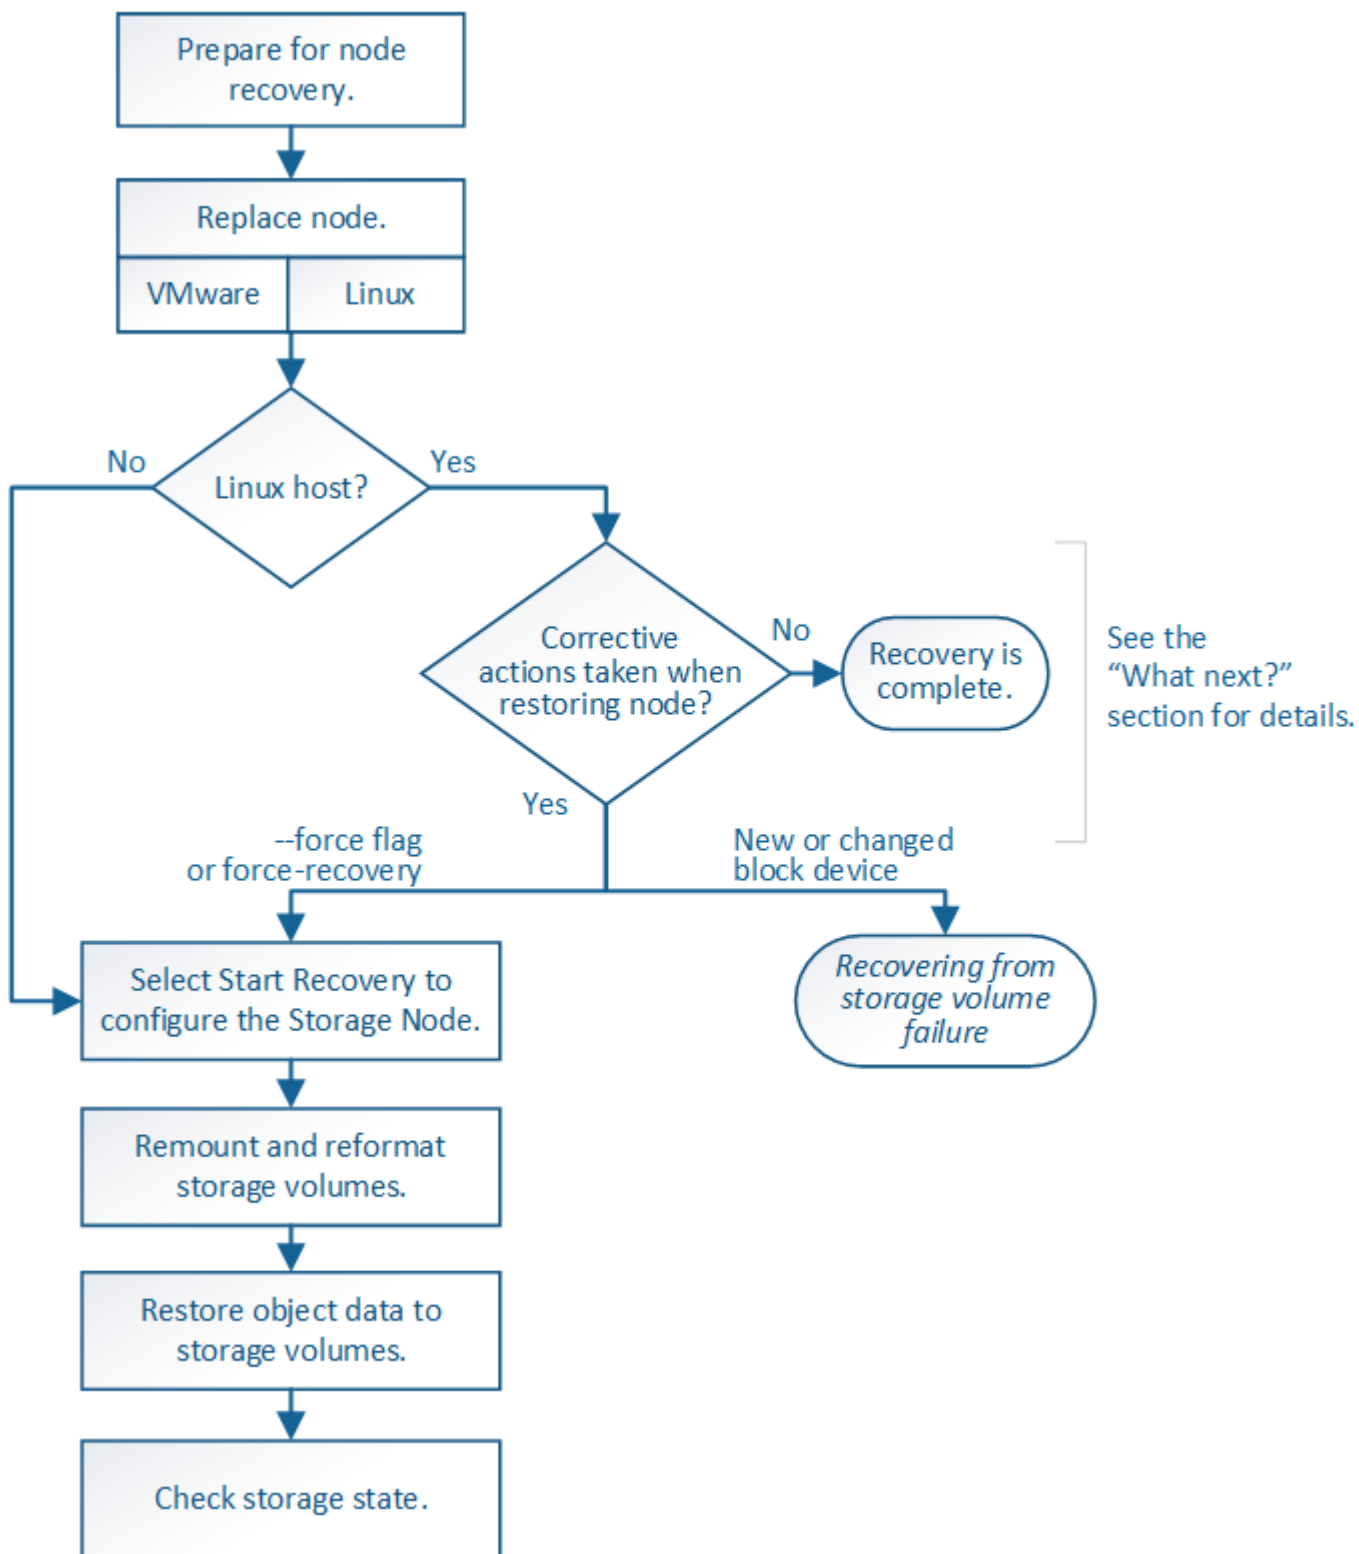 Prepare for node
recovery.
Replace node.
VMware
Linux
Linux host?
No
Yes
Corrective
actions taken when
restoring node?
No
Recovery is
complete.
See the
“What next?”
section for details.
Yes
--force flag
or force-recovery
New or changed
block device
Select Start Recovery to
configure the Storage Node.
Recovering from
storage volume
failure
Remount and reformat
storage volumes.
Restore object data to
storage volumes.
Check storage state.